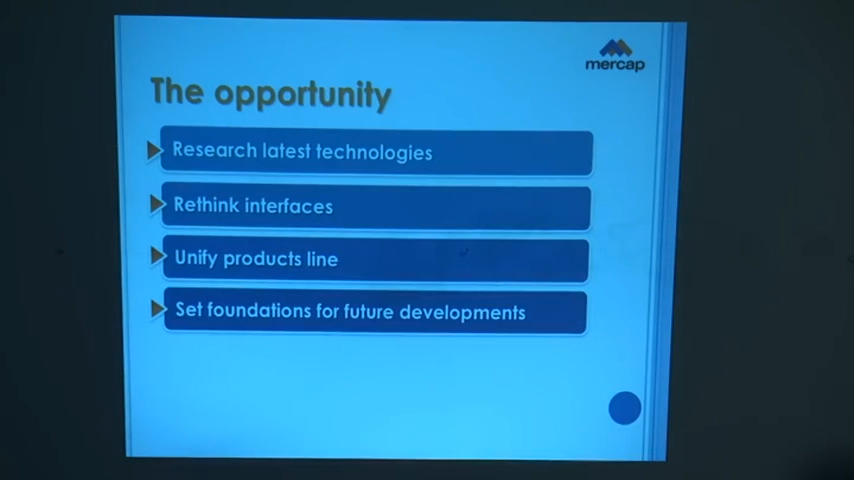 mercap
The opportunity
Research latest technologies
Rethink interfaces
Unify products line
Set foundations for future developments